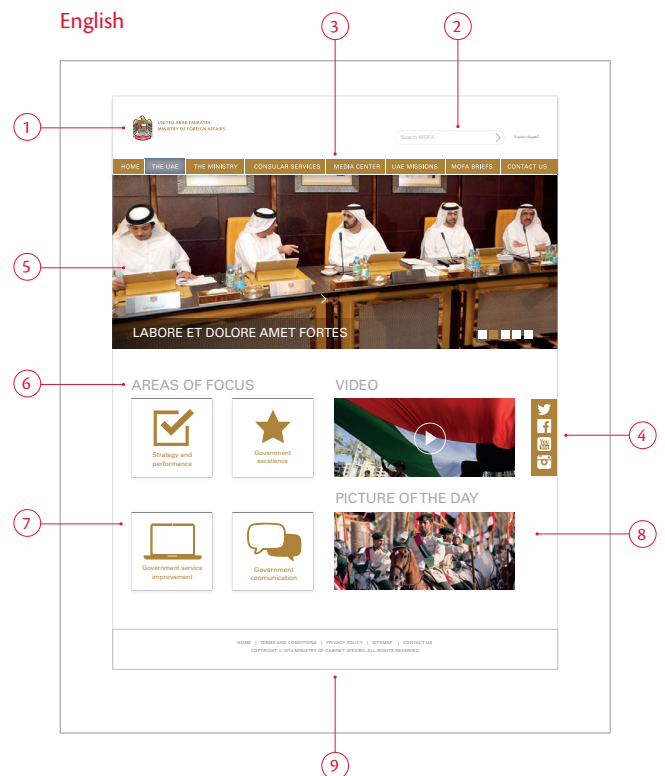 English
3
2
1
UNITED ARAB EMIRATES
MINISTRY OF FOREIGN AFFAIRS
Search MOFA
HOME
THE UAE
THE MINISTRY
CONSULAR SERVICES
MEDIA CENTER
UAE MISSIONS
MOFA BRIEFS
CONTACT US
5
LABORE ET DOLORE AMET FORTES
6
AREAS OF FOCUS
VIDEO
Strategy and
performance
Government
excellence
You
4
7
PICTURE OF THE DAY
8
Government service
improvement
Government
coomunication
HOME | TERMS AND CONDITIONS | PRIVACY POLICY | SITEMAP | CONTACT US
9